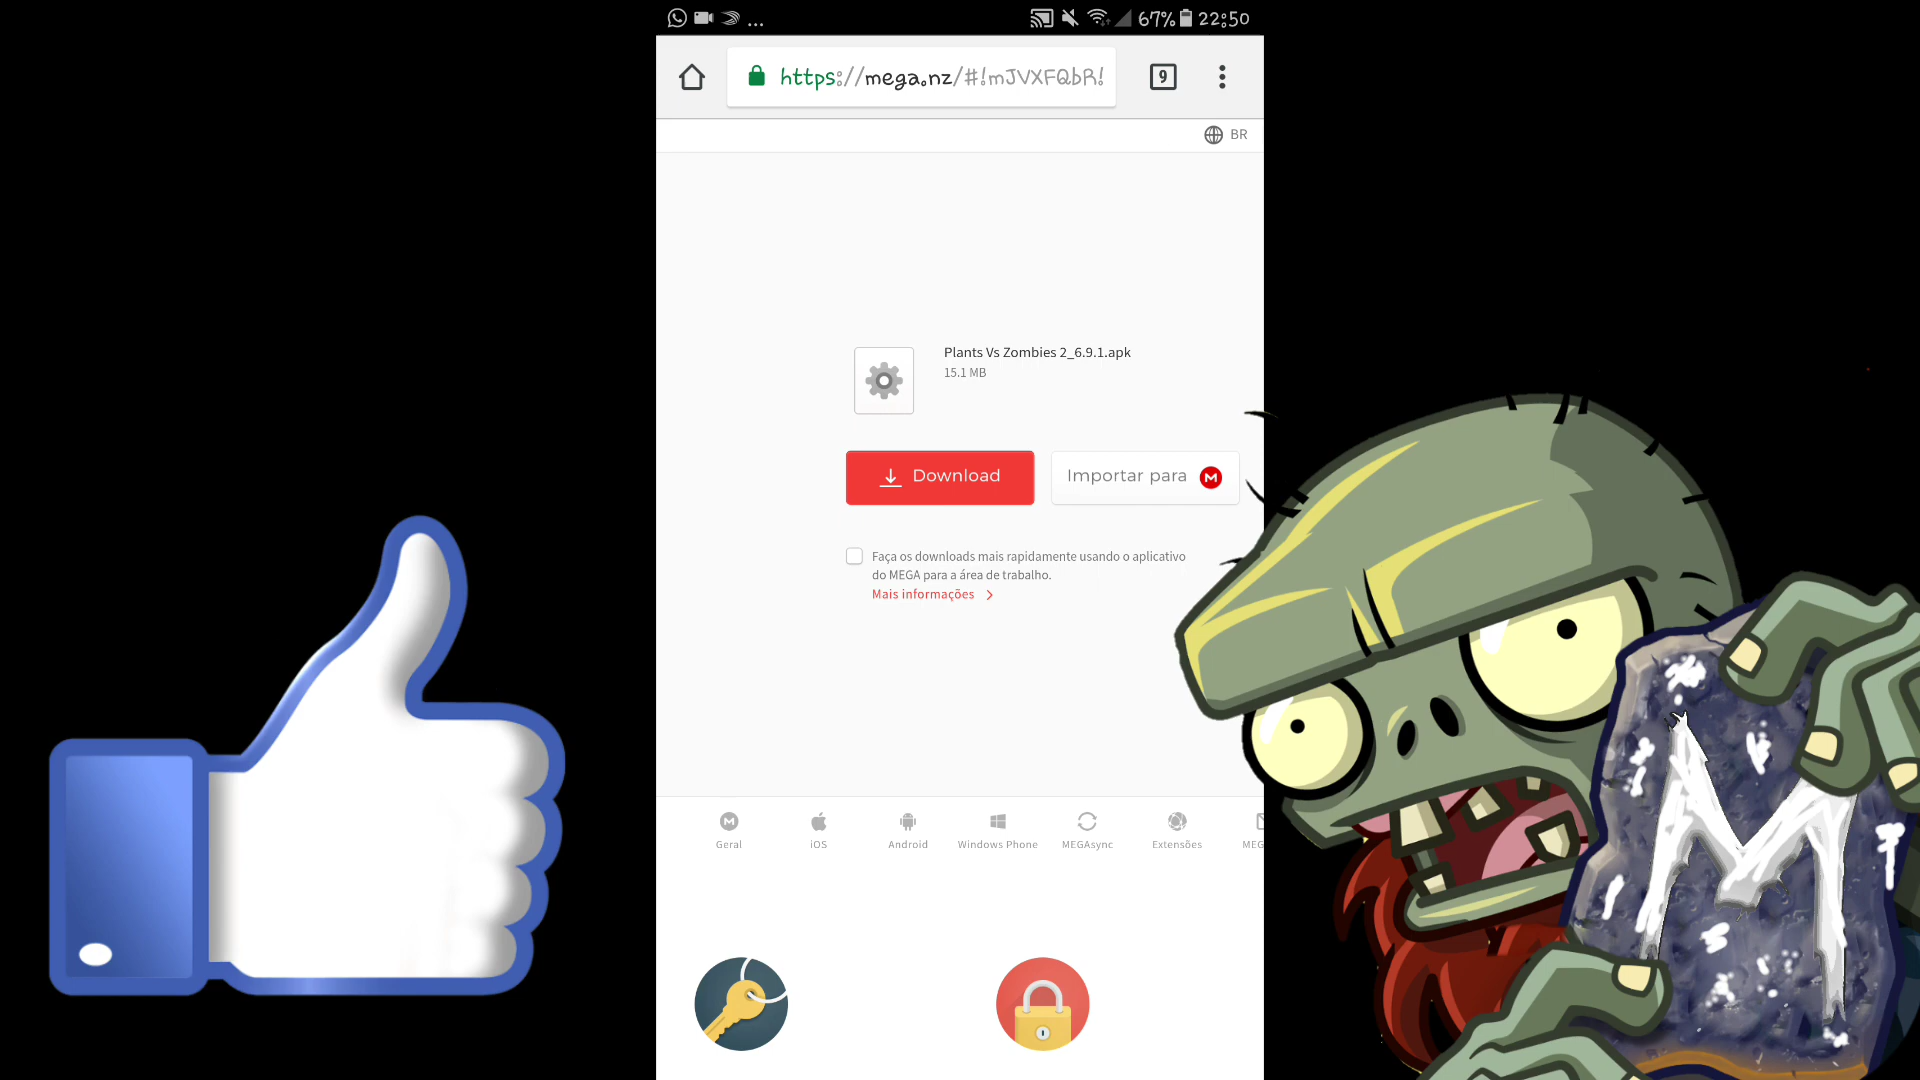 ... 67% 22:50
https://mega.nz/#!mJVXFQbR! 9
BR
Plants Vs Zombies 2_6.9.1.apk
15.1 MB
Download Importar para M
Faça os downloads mais rapidamente usando o aplicativo
do MEGA para a área de trabalho.
Mais informações >
M
Geral iOS Android Windows Phone MEGAsync Extensões MEG
M